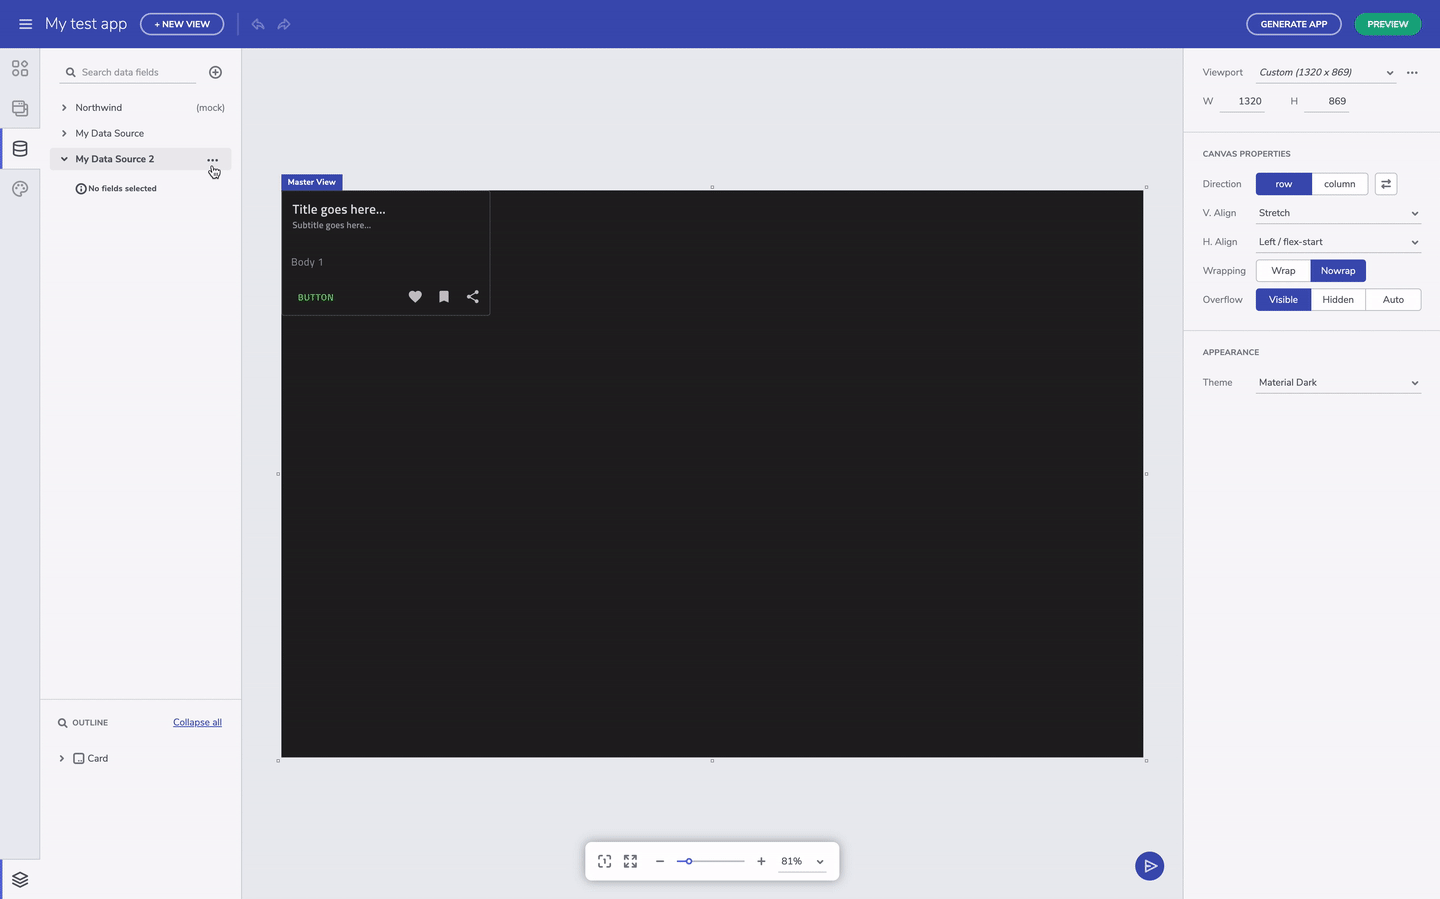 My test app
+ NEW VIEW
GENERATE APP
PREVIEW
Search data fields
Northwind (mock)
My Data Source
My Data Source 2
No fields selected
OUTLINE
Collapse all
Card
Master View
Title goes here...
Subtitle goes here...
Body 1
BUTTON
81%
Viewport Custom (1320 x 869)
W 1320 H 869
CANVAS PROPERTIES
Direction row column
V. Align Stretch
H. Align Left / flex-start
Wrapping Wrap Nowrap
Overflow Visible Hidden Auto
APPEARANCE
Theme Material Dark